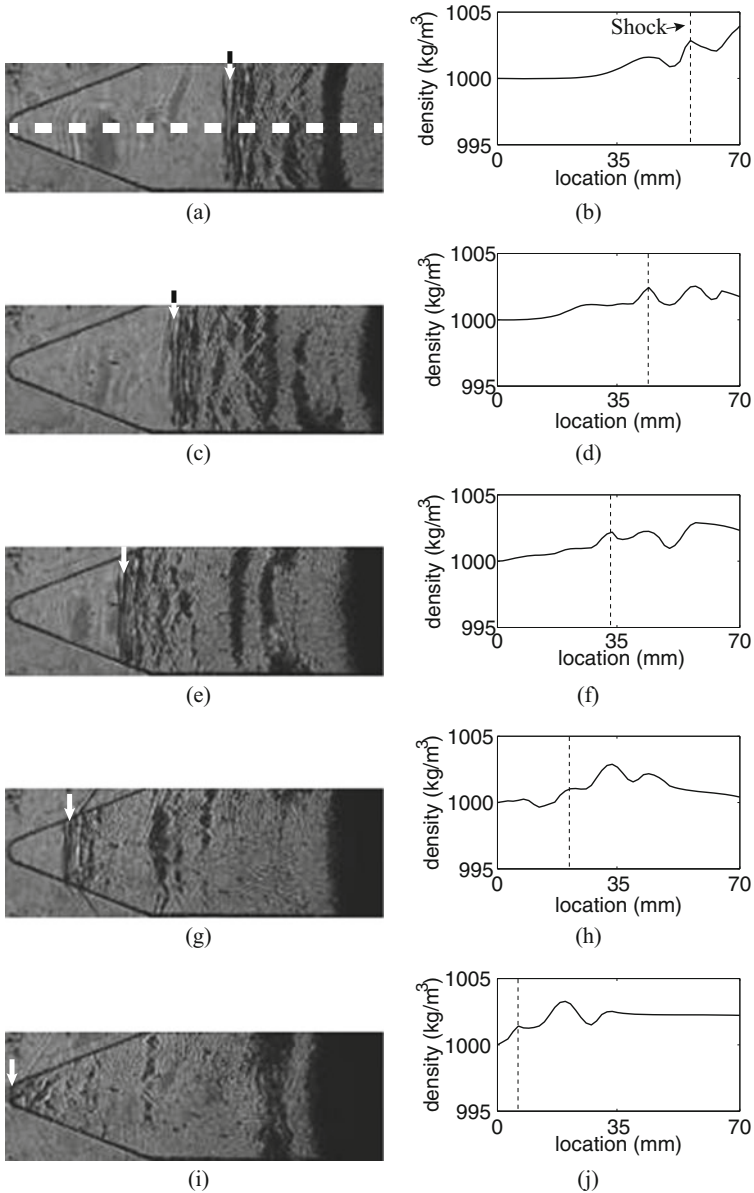 1005
1000
995
density (kg/m³)
Shock
0
35
70
location (mm)
(a)
(b)
1005
1000
995
density (kg/m³)
0
35
70
location (mm)
(c)
(d)
1005
1000
995
density (kg/m³)
0
35
70
location (mm)
(e)
(f)
1005
1000
995
density (kg/m³)
0
35
70
location (mm)
(g)
(h)
1005
1000
995
density (kg/m³)
0
35
70
location (mm)
(i)
(j)